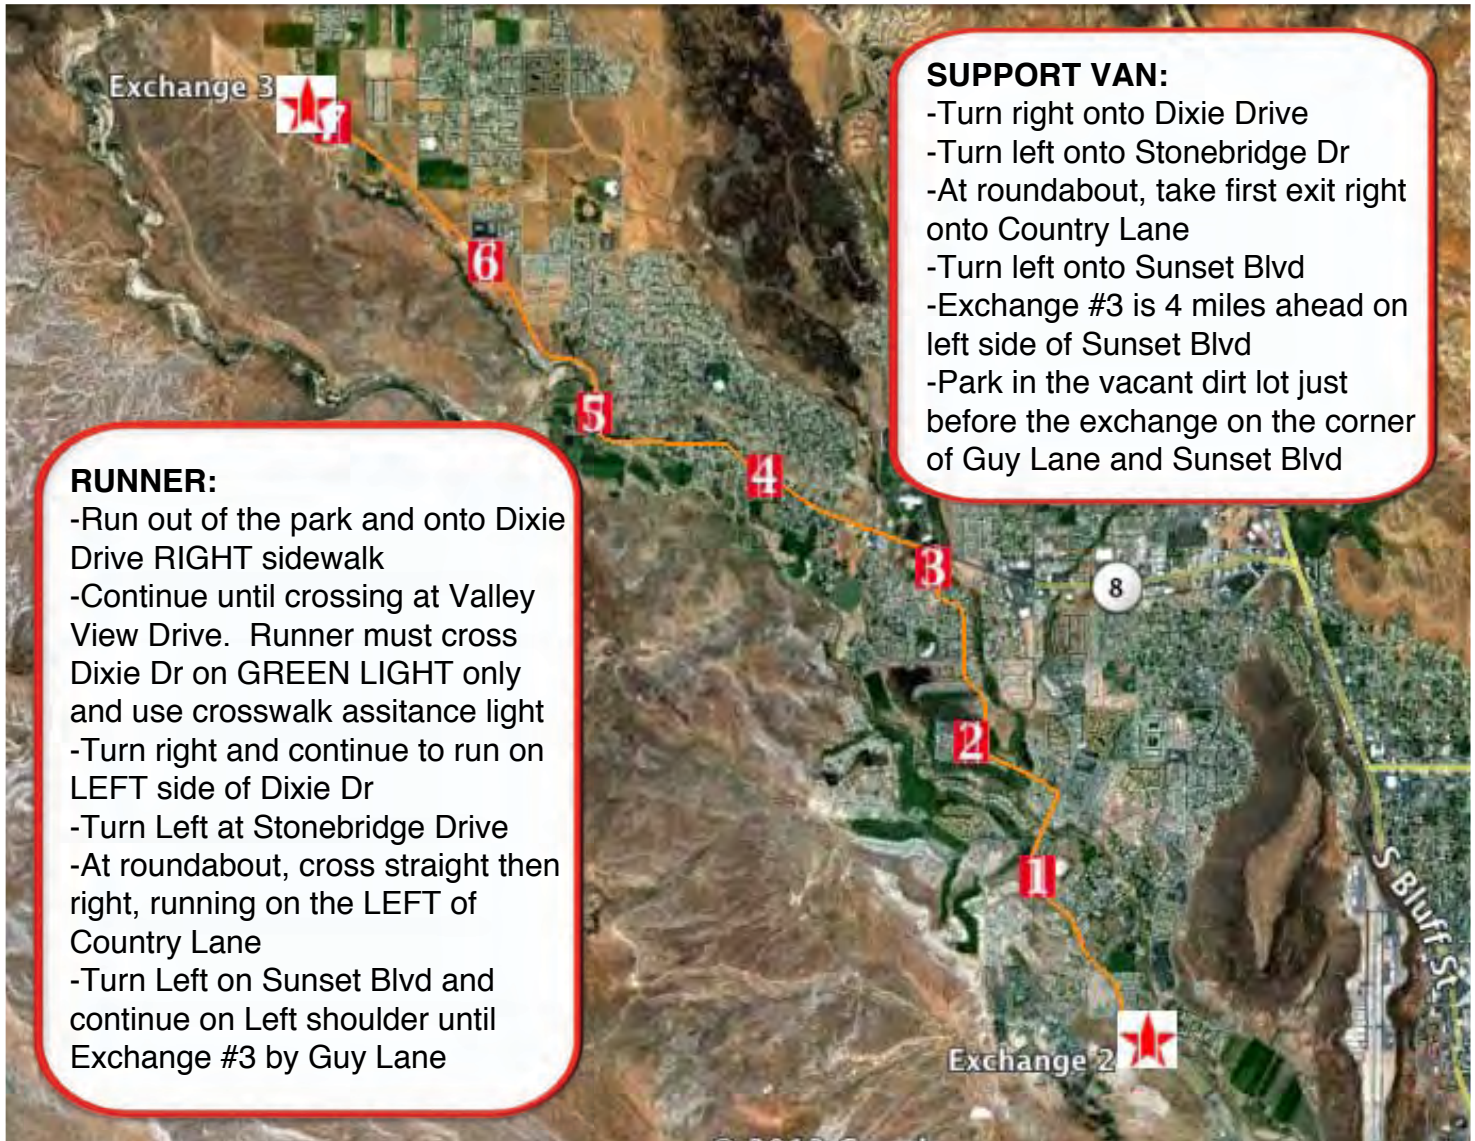 Exchange 3
7
SUPPORT VAN:
-Turn right onto Dixie Drive
-Turn left onto Stonebridge Dr
-At roundabout, take first exit right
onto Country Lane
-Turn left onto Sunset Blvd
-Exchange #3 is 4 miles ahead on
left side of Sunset Blvd
-Park in the vacant dirt lot just
before the exchange on the corner
of Guy Lane and Sunset Blvd
6
5
4
3
8
2
1
RUNNER:
-Run out of the park and onto Dixie
Drive RIGHT sidewalk
-Continue until crossing at Valley
View Drive.  Runner must cross
Dixie Dr on GREEN LIGHT only
and use crosswalk assitance light
-Turn right and continue to run on
LEFT side of Dixie Dr
-Turn Left at Stonebridge Drive
-At roundabout, cross straight then
right, running on the LEFT of
Country Lane
-Turn Left on Sunset Blvd and
continue on Left shoulder until
Exchange #3 by Guy Lane
S Bluff St
Exchange 2